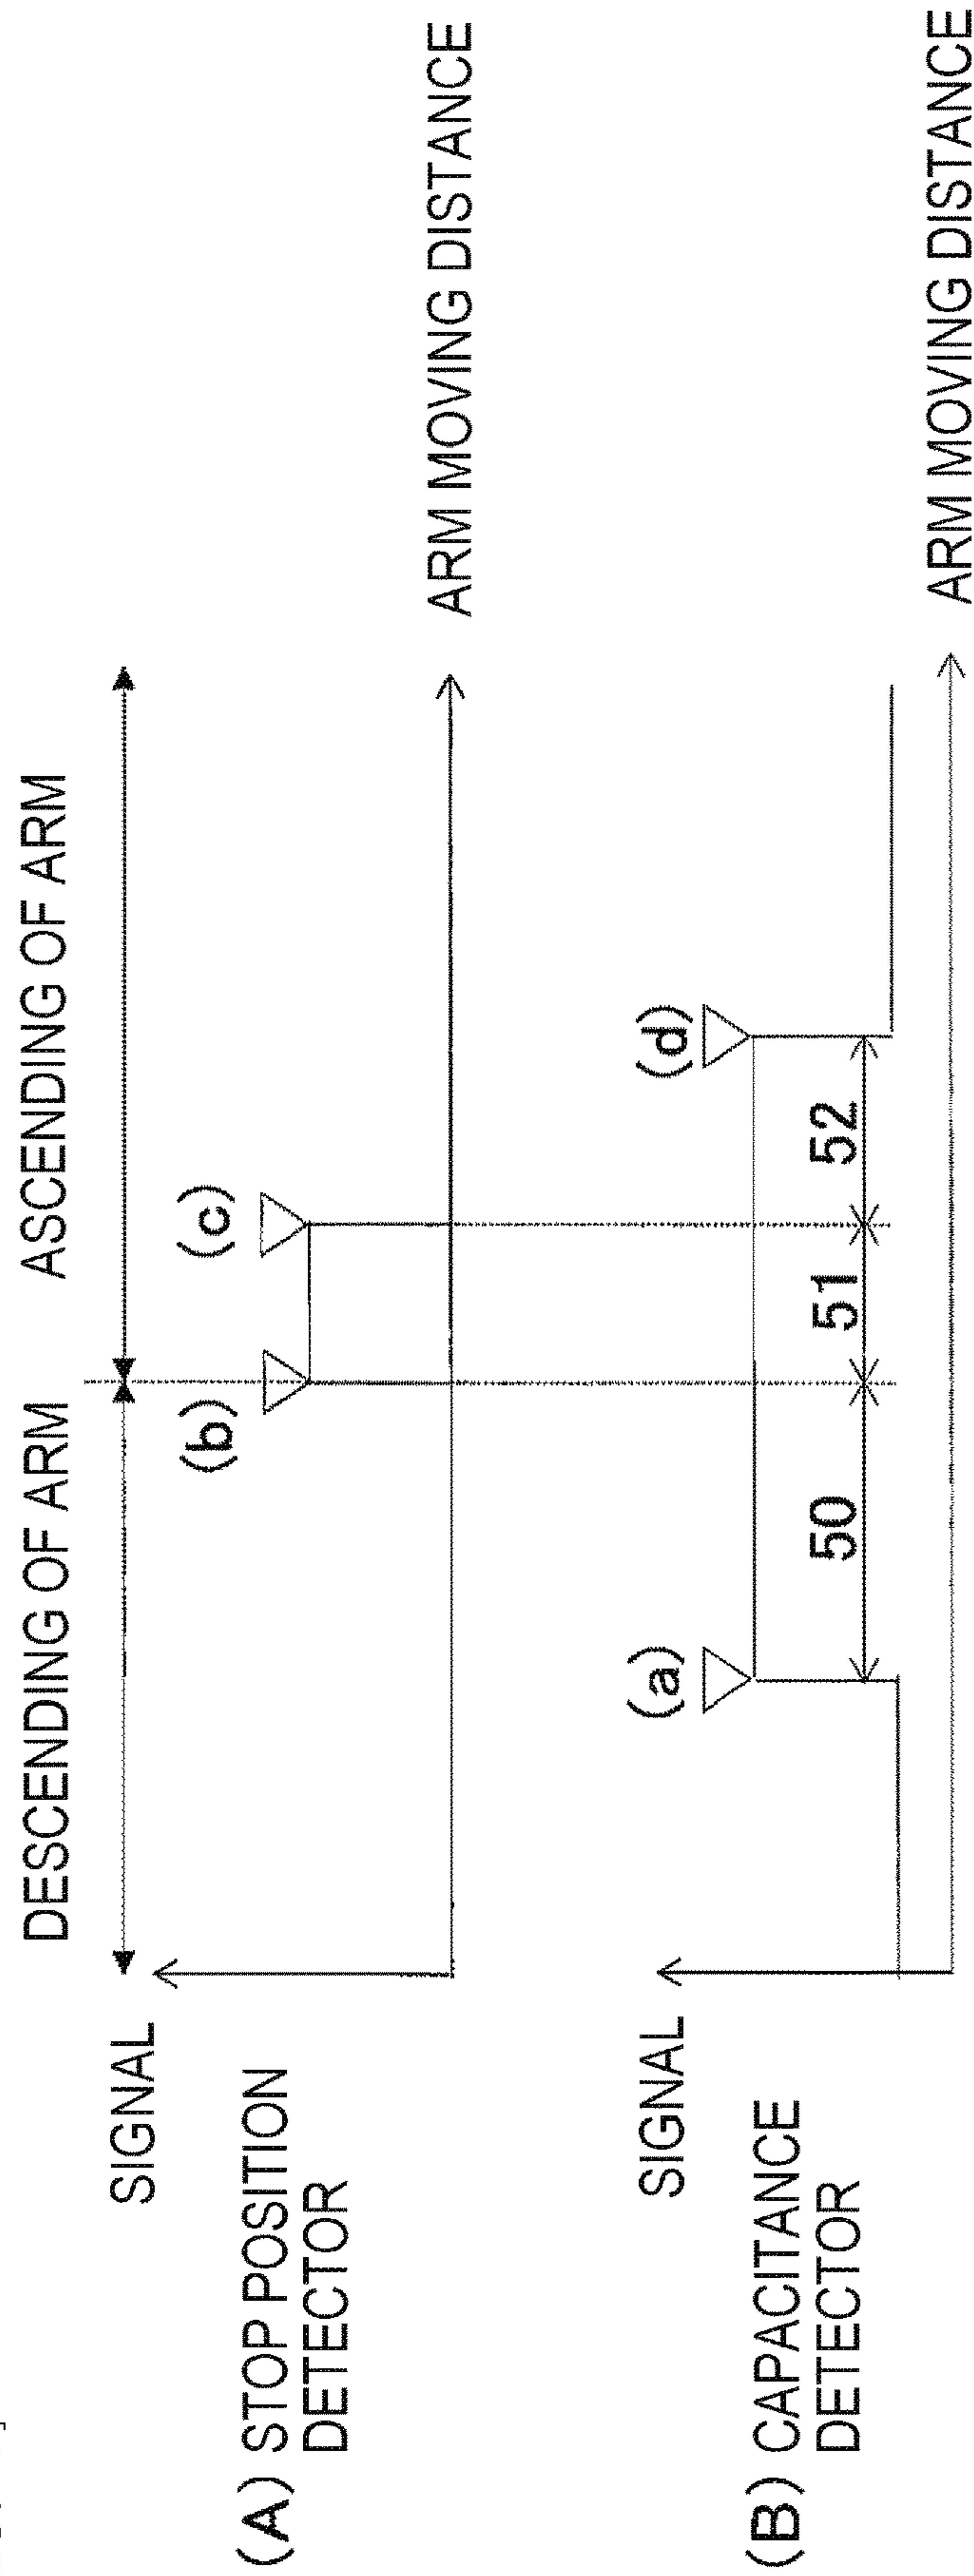 DESCENDING OF ARM
ASCENDING OF ARM
SIGNAL
(A) STOP POSITION
DETECTOR
(b)
(c)
ARM MOVING DISTANCE
SIGNAL
(B) CAPACITANCE
DETECTOR
(a)
(d)
50
51
52
ARM MOVING DISTANCE